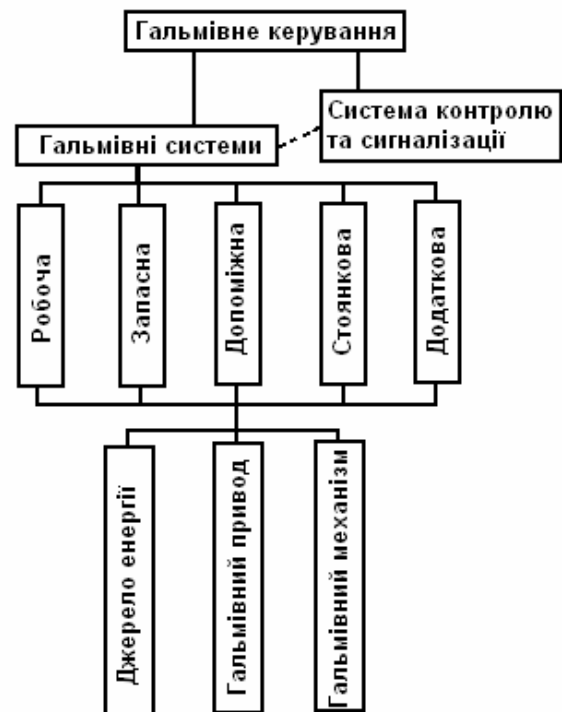 Гальмівне керування
Система контролю
та сигналізації
Гальмівні системи
Робоча
Запасна
Допоміжна
Стоянкова
Додаткова
Джерело енергії
Гальмівний привод
Гальмівний механізм